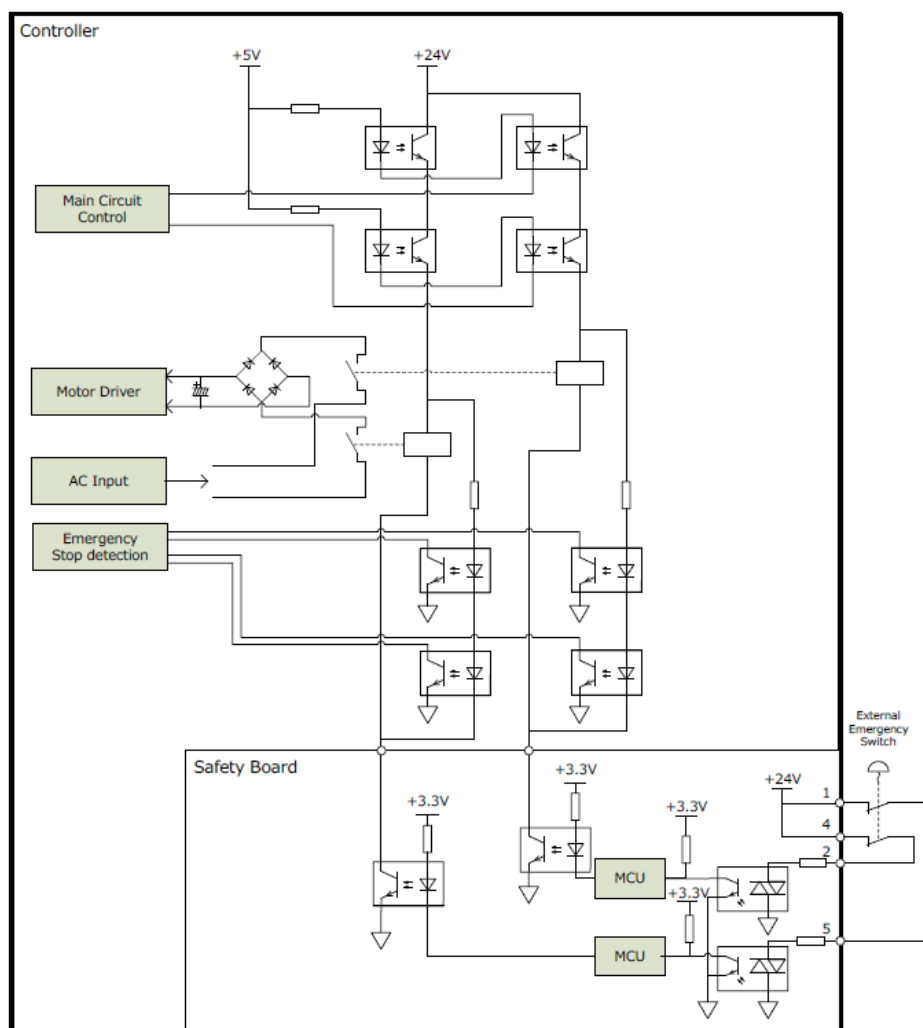 Controller
+5V
+24V
Main Circuit
Control
Motor Driver
AC Input
Emergency
Stop detection
External
Emergency
Switch
Safety Board
+3.3V
+3.3V
+3.3V
+24V
1
4
2
MCU
+3.3V
5
MCU